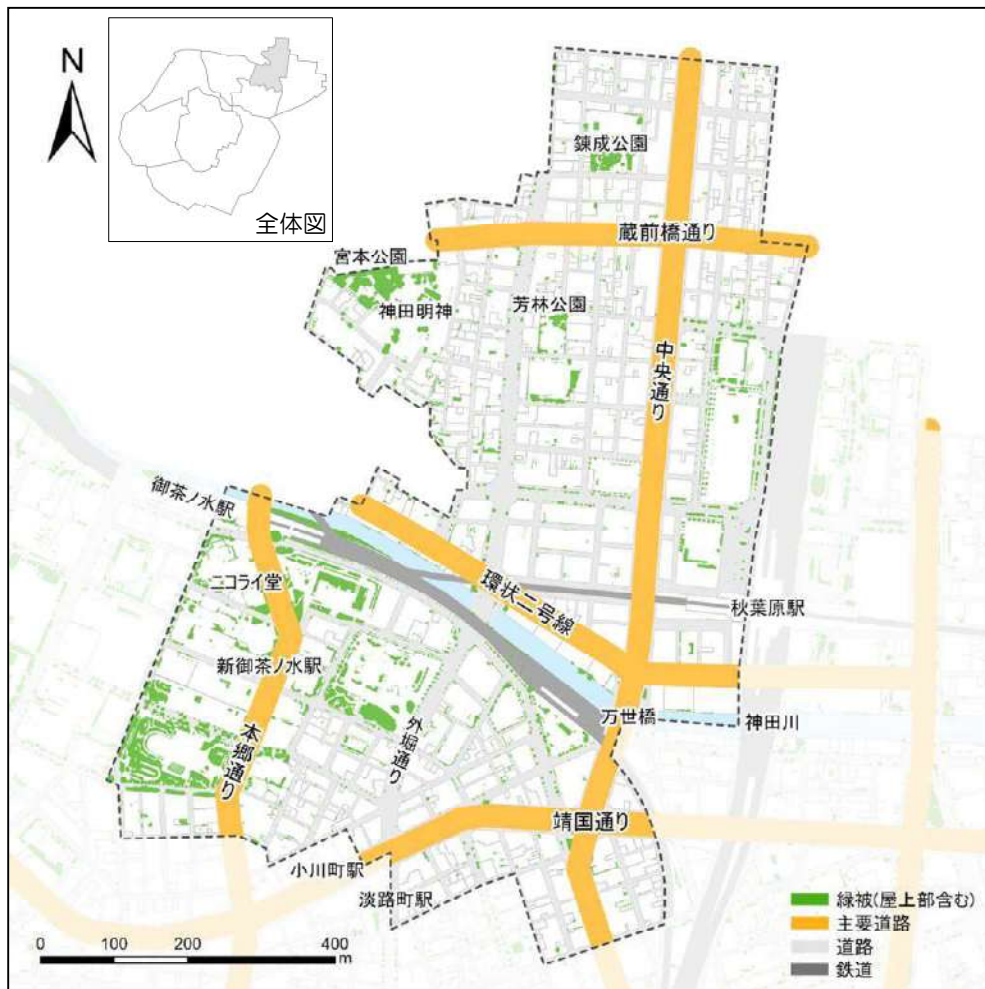 N
全体図
錬成公園
蔵前橋通り
宮本公園
神田明神
芳林公園
中央通り
御茶ノ水駅
ニコライ堂
環状二号線
秋葉原駅
新御茶ノ水駅
万世橋
神田川
外堀通り
本郷通り
靖国通り
小川町駅
淡路町駅
緑被(屋上部含む)
主要道路
道路
鉄道
0 100 200 400
m